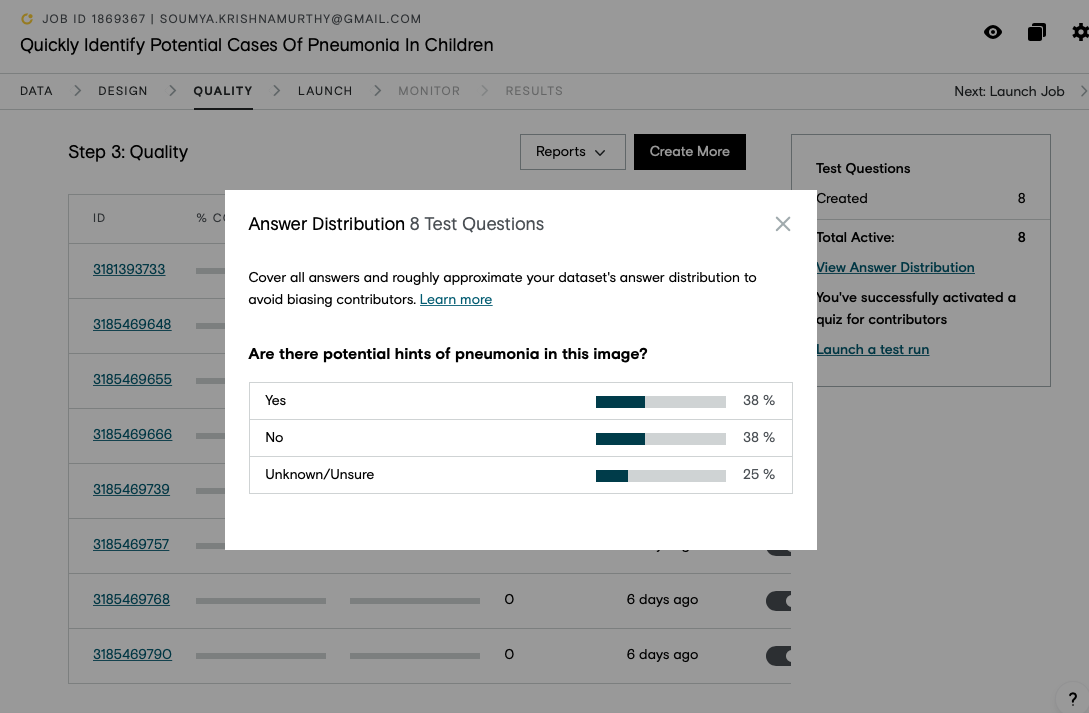 JOB ID 1869367 | SOUMYA.KRISHNAMURTHY@GMAIL.COM
Quickly Identify Potential Cases Of Pneumonia In Children
DATA > DESIGN > QUALITY > LAUNCH > MONITOR > RESULTS
Next: Launch Job >
Step 3: Quality
Reports
Create More
ID
% CO
Answer Distribution 8 Test Questions
Cover all answers and roughly approximate your dataset's answer distribution to
avoid biasing contributors. Learn more
Are there potential hints of pneumonia in this image?
Yes 38 %
No 38 %
Unknown/Unsure 25 %
3181393733
3185469648
3185469655
3185469666
3185469739
3185469757
3185469768 0 6 days ago
3185469790 0 6 days ago
Test Questions
Created 8
Total Active: 8
View Answer Distribution
You've successfully activated a
quiz for contributors
Launch a test run
?